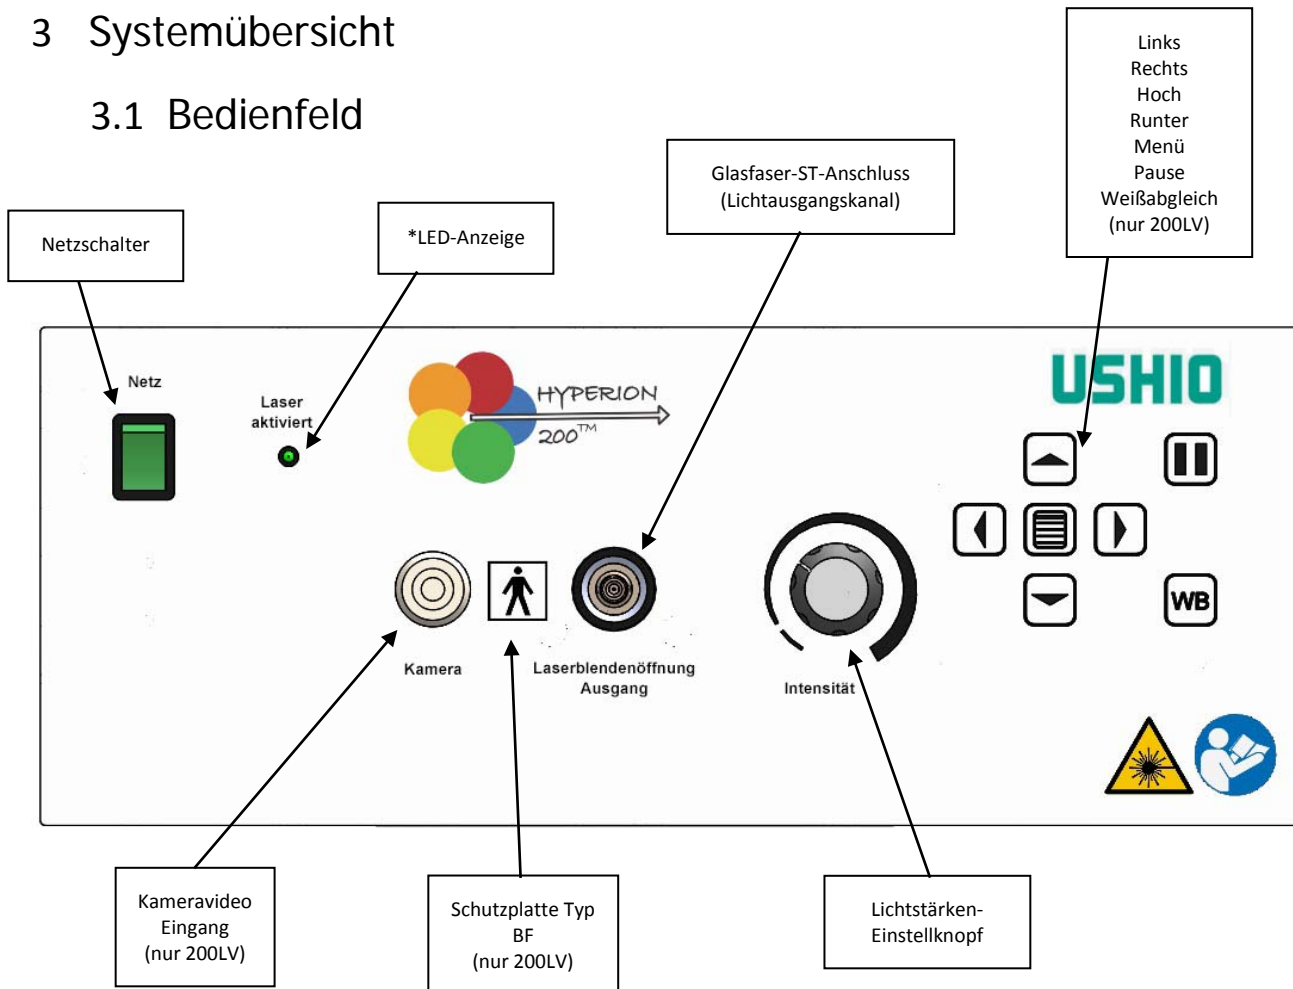 3 Systemübersicht
3.1 Bedienfeld
Links
Rechts
Hoch
Runter
Menü
Pause
Weißabgleich
(nur 200LV)
Glasfaser-ST-Anschluss
(Lichtausgangskanal)
*LED-Anzeige
Netzschalter
Netz
Laser
aktiviert
HYPERION
200™
USHIO
WB
Kamera
Laserblendenöffnung
Ausgang
Intensität
Kameravideo
Eingang
(nur 200LV)
Schutzplatte Typ
BF
(nur 200LV)
Lichtstärken-
Einstellknopf